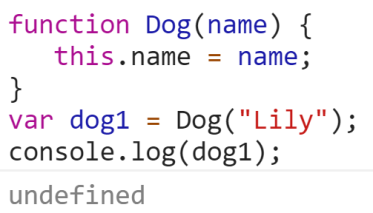 function Dog(name) {
   this.name = name;
}
var dog1 = Dog("Lily");
console.log(dog1);
undefined